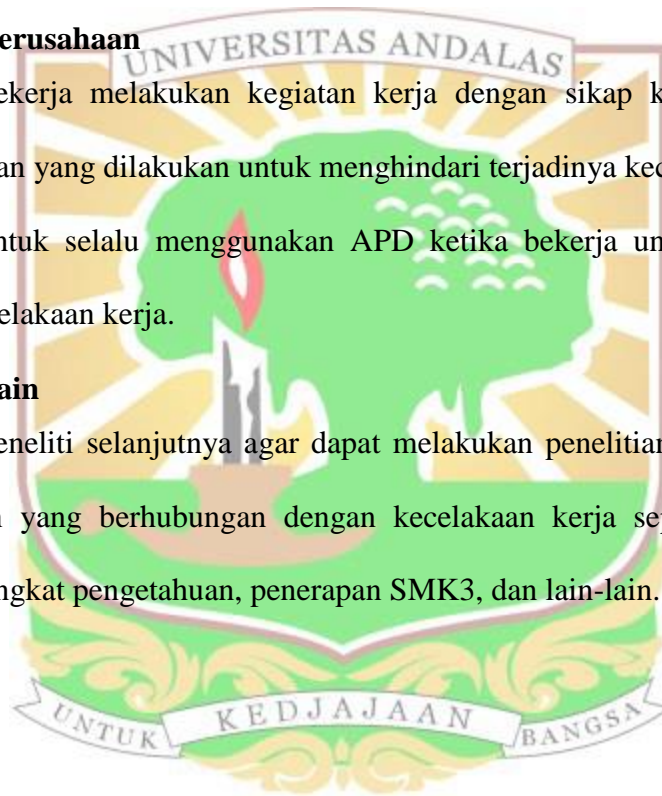 erusahaan
UNIVERSITAS ANDALAS
ekerja melakukan kegiatan kerja dengan sikap k
an yang dilakukan untuk menghindari terjadinya kec
ntuk selalu menggunakan APD ketika bekerja un
elakaan kerja.
ain
eneliti selanjutnya agar dapat melakukan penelitian
yang berhubungan dengan kecelakaan kerja sep
ngkat pengetahuan, penerapan SMK3, dan lain-lain.
UNTUK KEDJAJAAN BANGSA